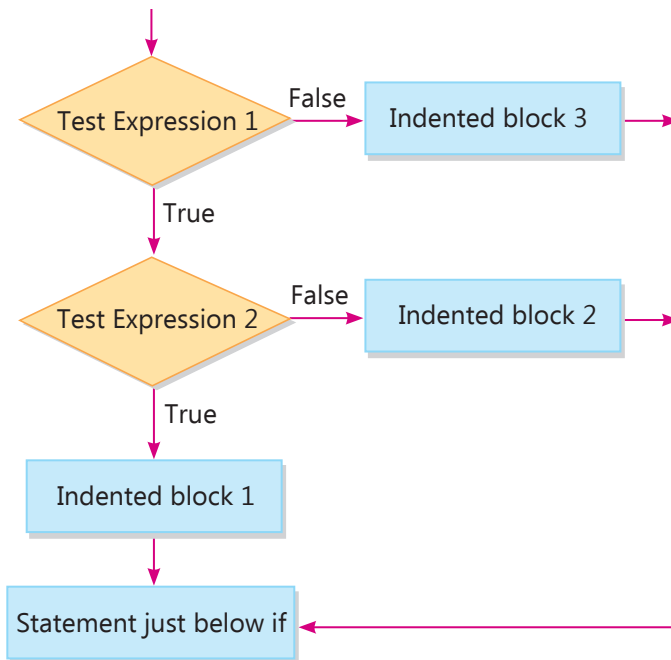 Test Expression 1
False
Indented block 3
True
Test Expression 2
False
Indented block 2
True
Indented block 1
Statement just below if